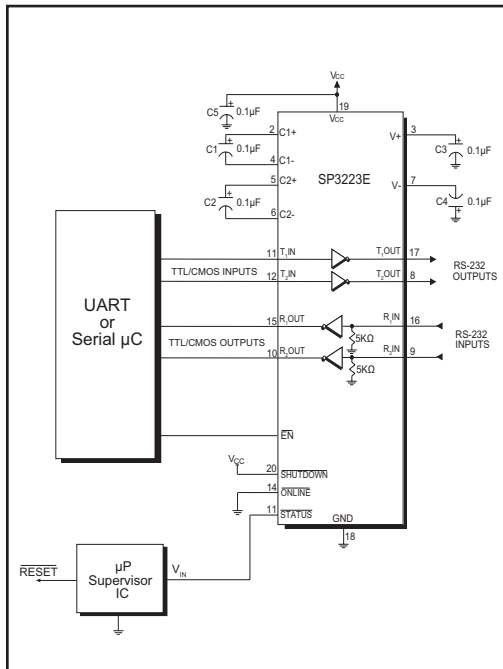 VCC
19
VCC
C5
+
0.1µF
2
C1+
3
V+
C1
+
0.1µF
C3
+
0.1µF
4
C1-
5
C2+
SP3223E
7
V-
C2
+
0.1µF
C4
+
0.1µF
6
C2-
UART
or
Serial µC
TTL/CMOS INPUTS
11
T1IN
T1OUT
17
12
T2IN
T2OUT
8
RS-232
OUTPUTS
TTL/CMOS OUTPUTS
15
R1OUT
R1IN
16
5KΩ
10
R2OUT
R2IN
9
5KΩ
RS-232
INPUTS
EN
VCC
20
SHUTDOWN
14
ONLINE
11
STATUS
GND
18
RESET
µP
Supervisor
IC
VIN